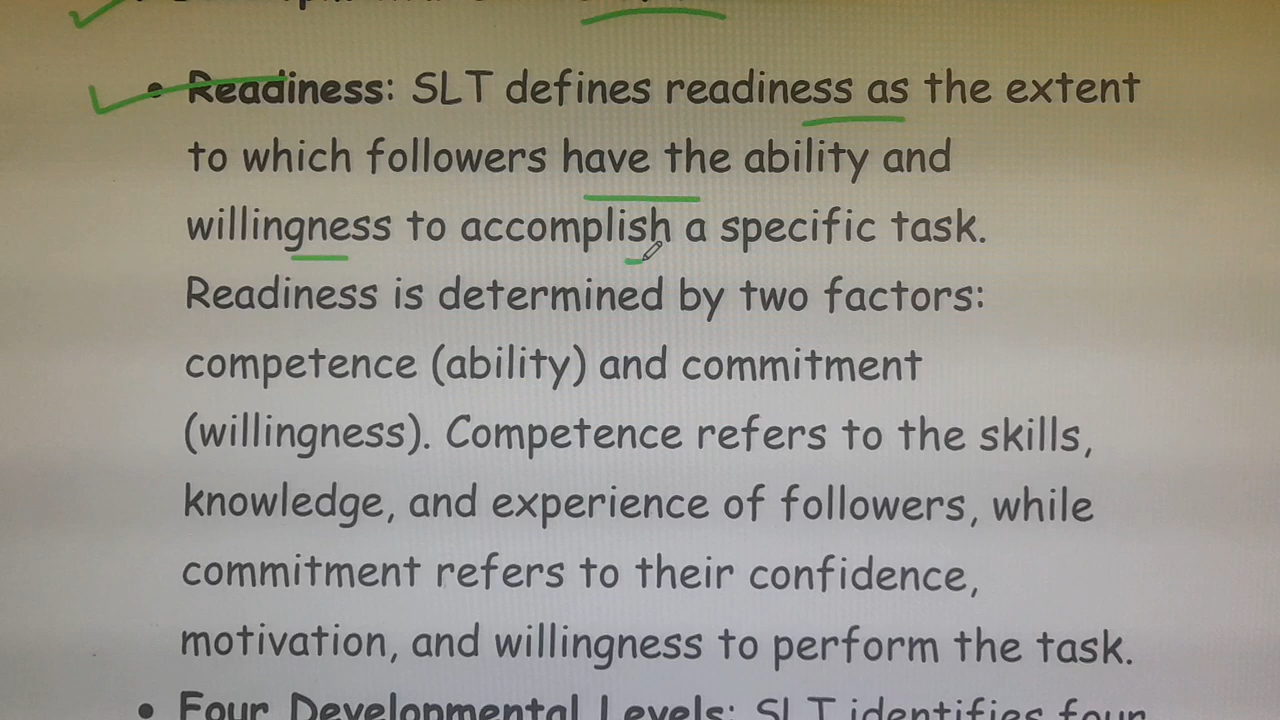 • Readiness: SLT defines readiness as the extent
to which followers have the ability and
willingness to accomplish a specific task.
Readiness is determined by two factors:
competence (ability) and commitment
(willingness). Competence refers to the skills,
knowledge, and experience of followers, while
commitment refers to their confidence,
motivation, and willingness to perform the task.
• Four Developmental Levels: SLT identifies four